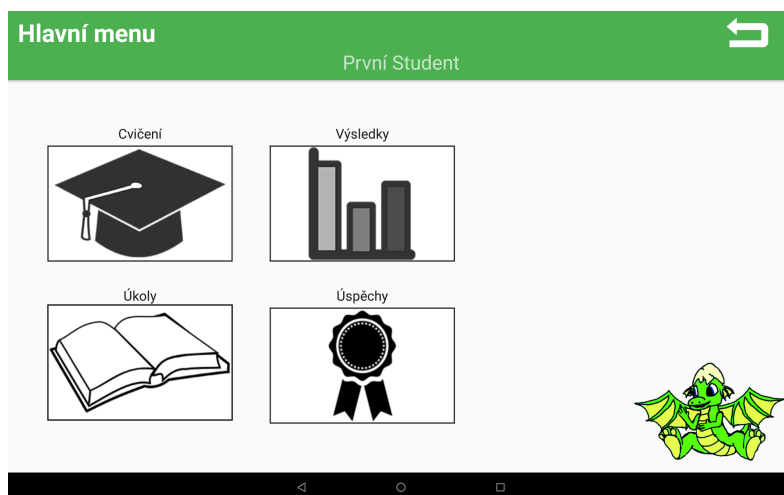 Hlavní menu
První Student
Cvičení
Výsledky
Úkoly
Úspěchy